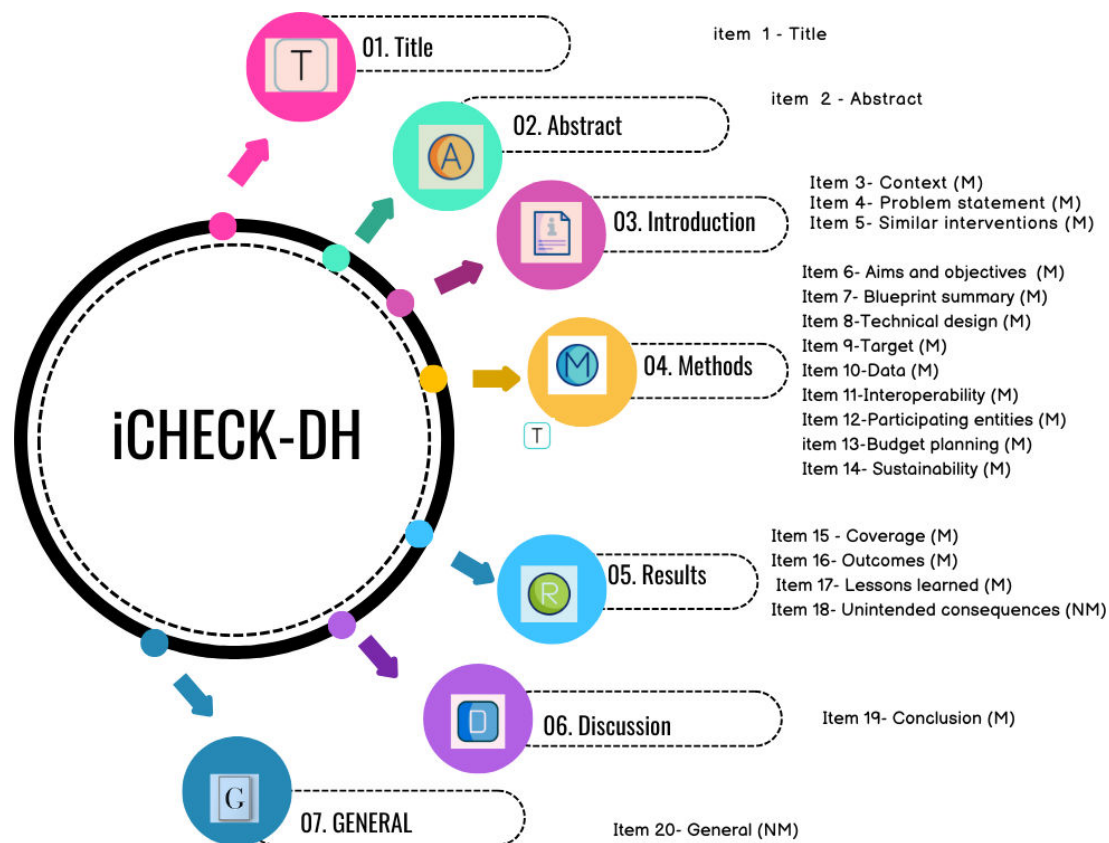 T
01. Title
item 1 - Title
A
02. Abstract
item 2 - Abstract
i
03. Introduction
Item 3- Context (M)
Item 4- Problem statement (M)
Item 5- Similar interventions (M)
M
04. Methods
T
Item 6- Aims and objectives (M)
Item 7- Blueprint summary (M)
Item 8-Technical design (M)
Item 9-Target (M)
Item 10-Data (M)
Item 11-Interoperability (M)
Item 12-Participating entities (M)
item 13-Budget planning (M)
Item 14- Sustainability (M)
iCHECK-DH
R
05. Results
Item 15 - Coverage (M)
Item 16- Outcomes (M)
Item 17- Lessons learned (M)
Item 18- Unintended consequences (NM)
D
06. Discussion
Item 19- Conclusion (M)
G
07. GENERAL
Item 20- General (NM)